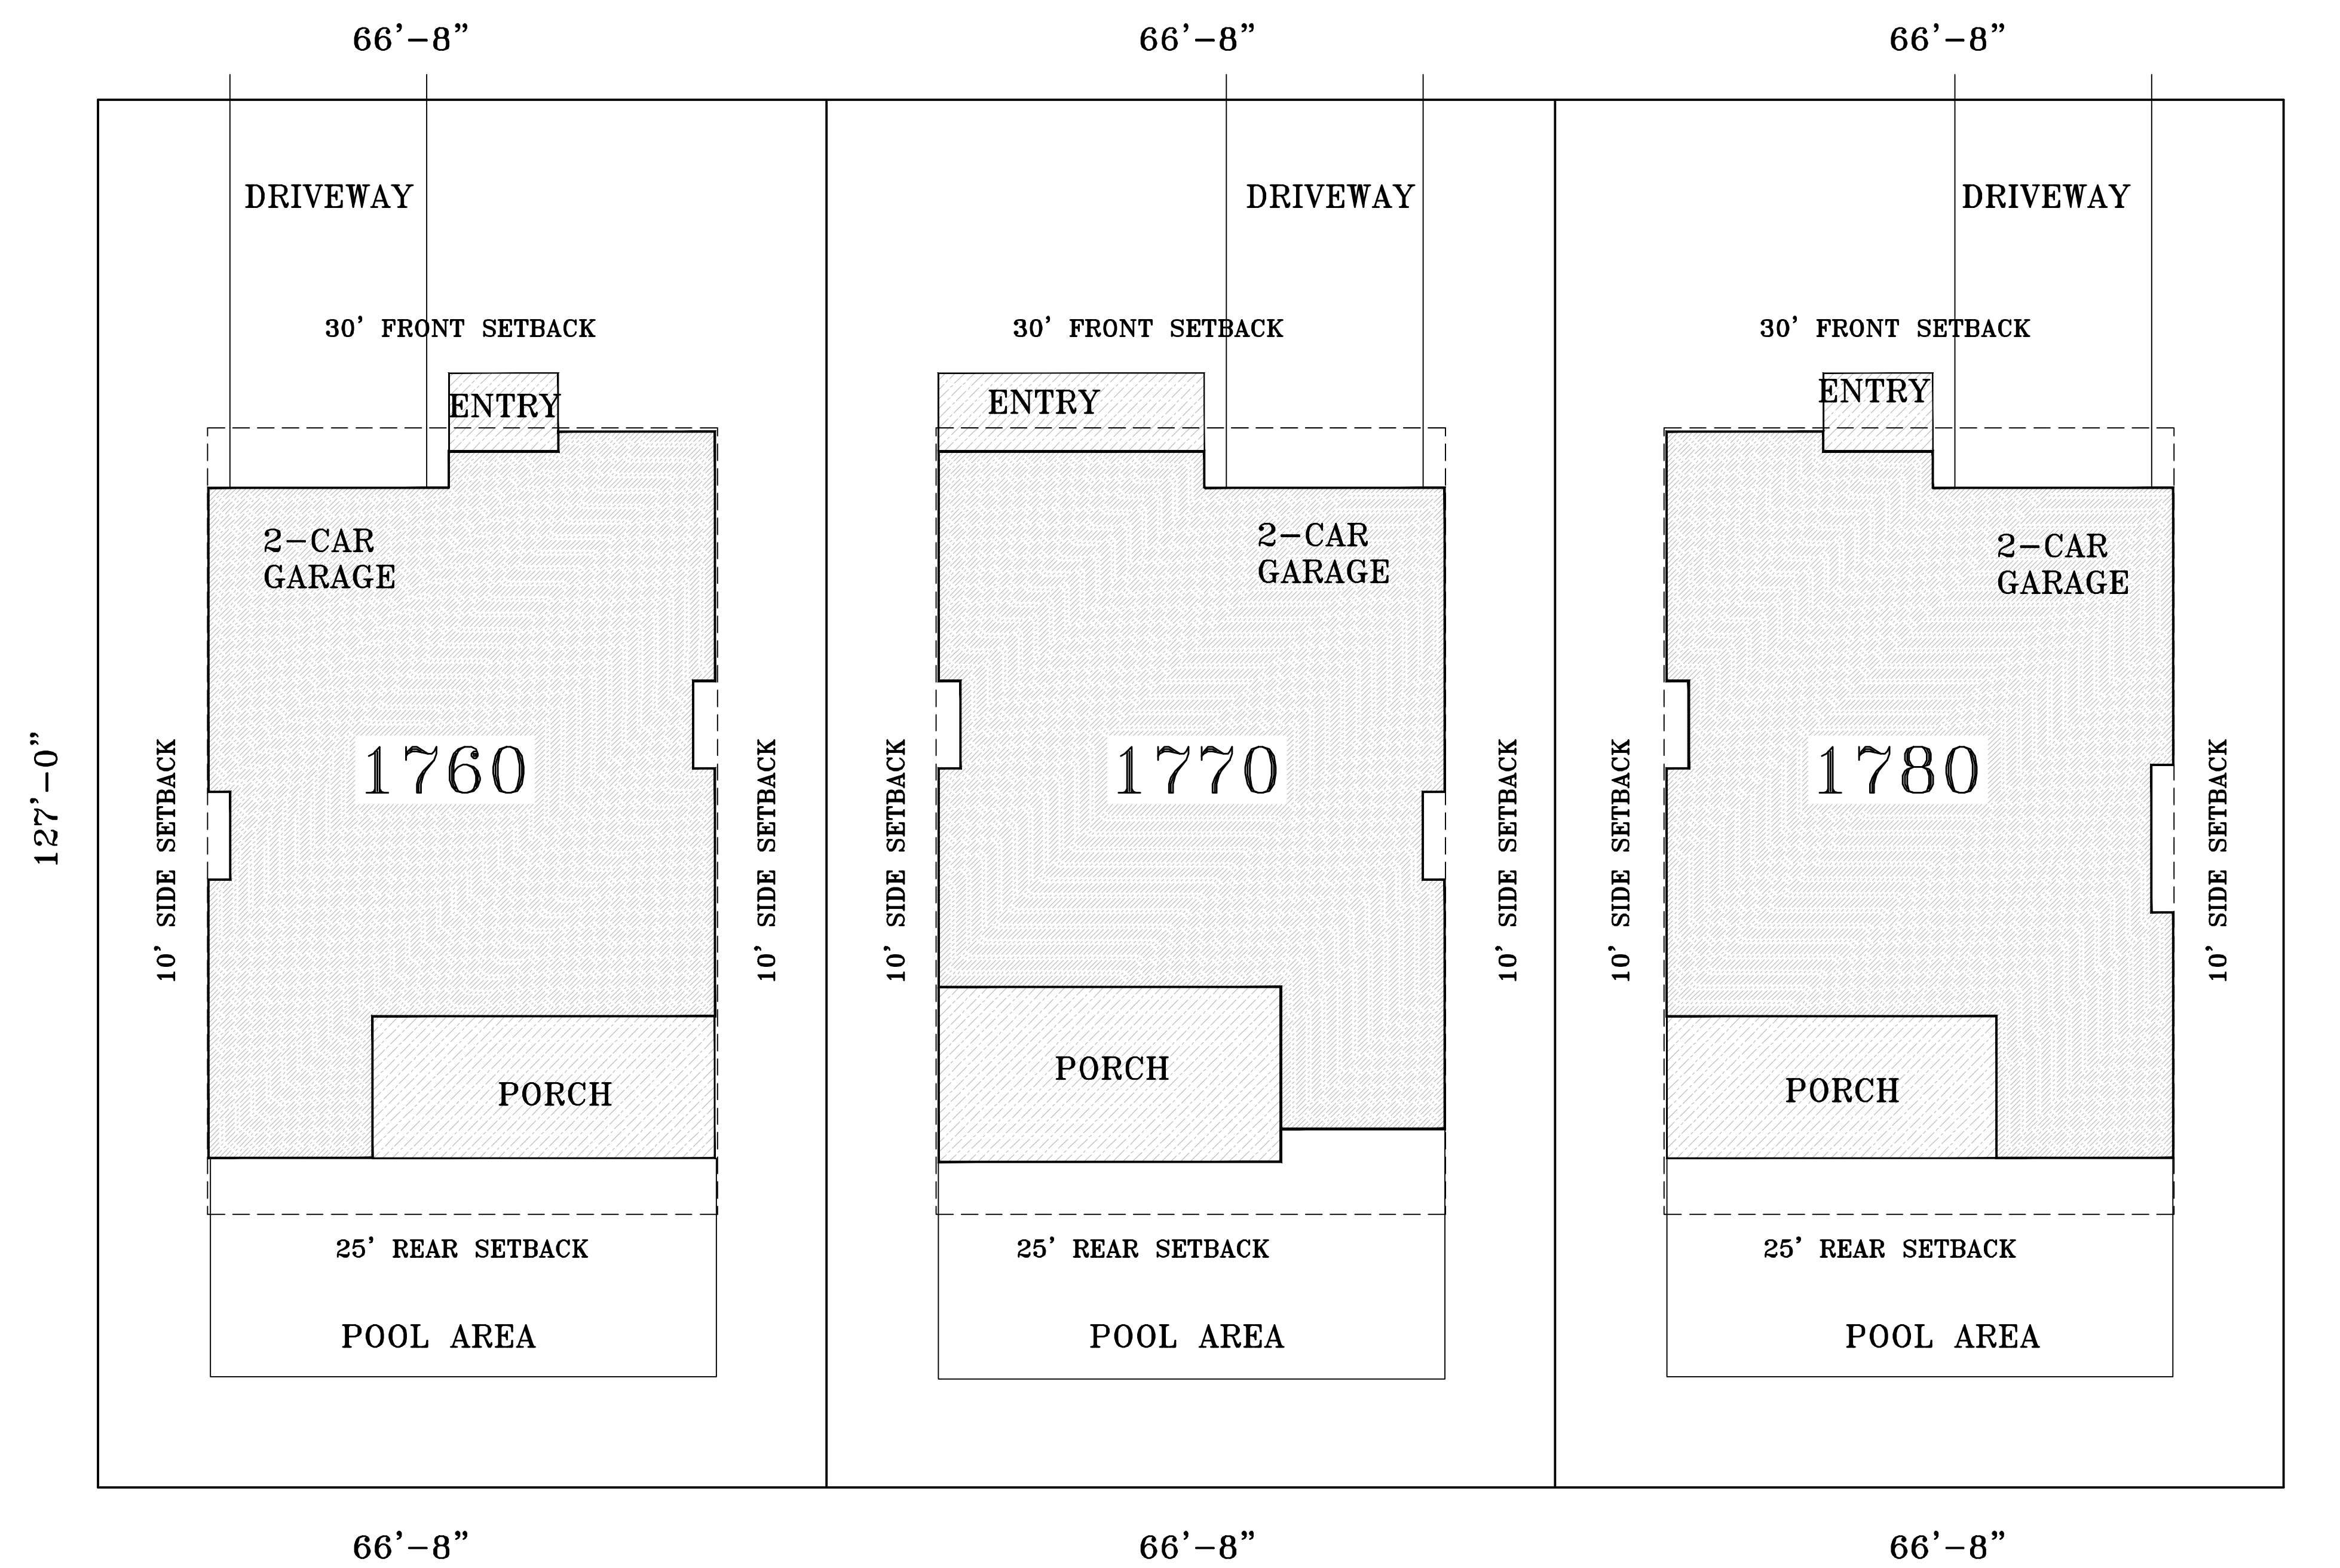 66'-8"
66'-8"
66'-8"
DRIVEWAY
DRIVEWAY
DRIVEWAY
30' FRONT SETBACK
30' FRONT SETBACK
30' FRONT SETBACK
ENTRY
ENTRY
ENTRY
2-CAR
GARAGE
2-CAR
GARAGE
2-CAR
GARAGE
127'-0"
10' SIDE SETBACK
1760
10' SIDE SETBACK
10' SIDE SETBACK
1770
10' SIDE SETBACK
10' SIDE SETBACK
1780
10' SIDE SETBACK
PORCH
PORCH
PORCH
25' REAR SETBACK
25' REAR SETBACK
25' REAR SETBACK
POOL AREA
POOL AREA
POOL AREA
66'-8"
66'-8"
66'-8"